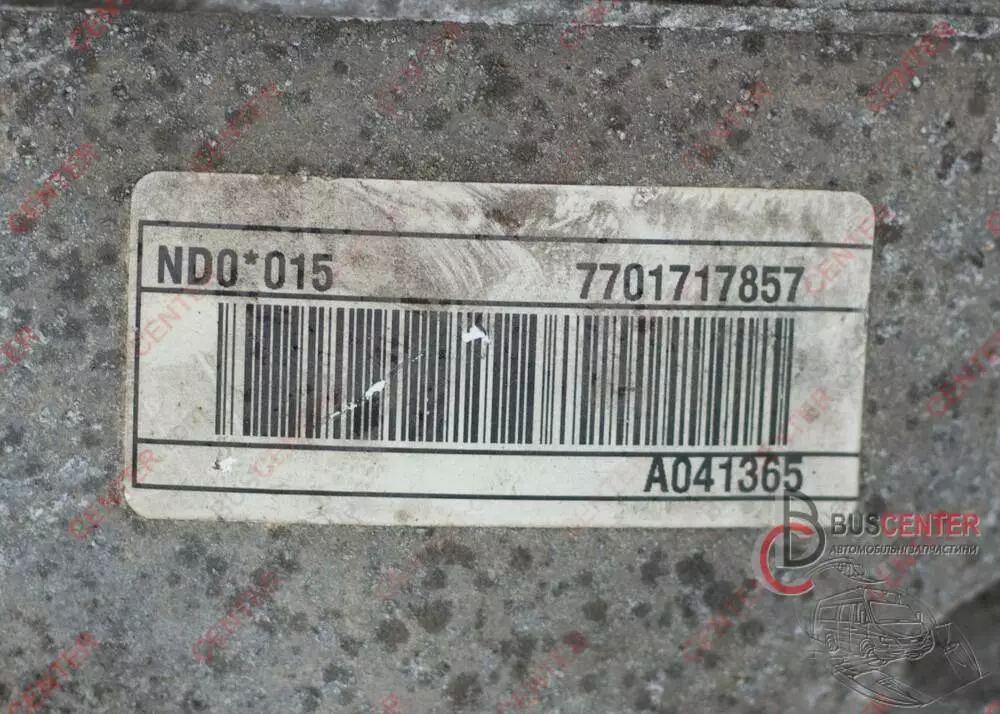 ND0*015 7701717857
A041365
BUSCENTER
АВТОМОБІЛЬНІ ЗАПЧАСТИНИ